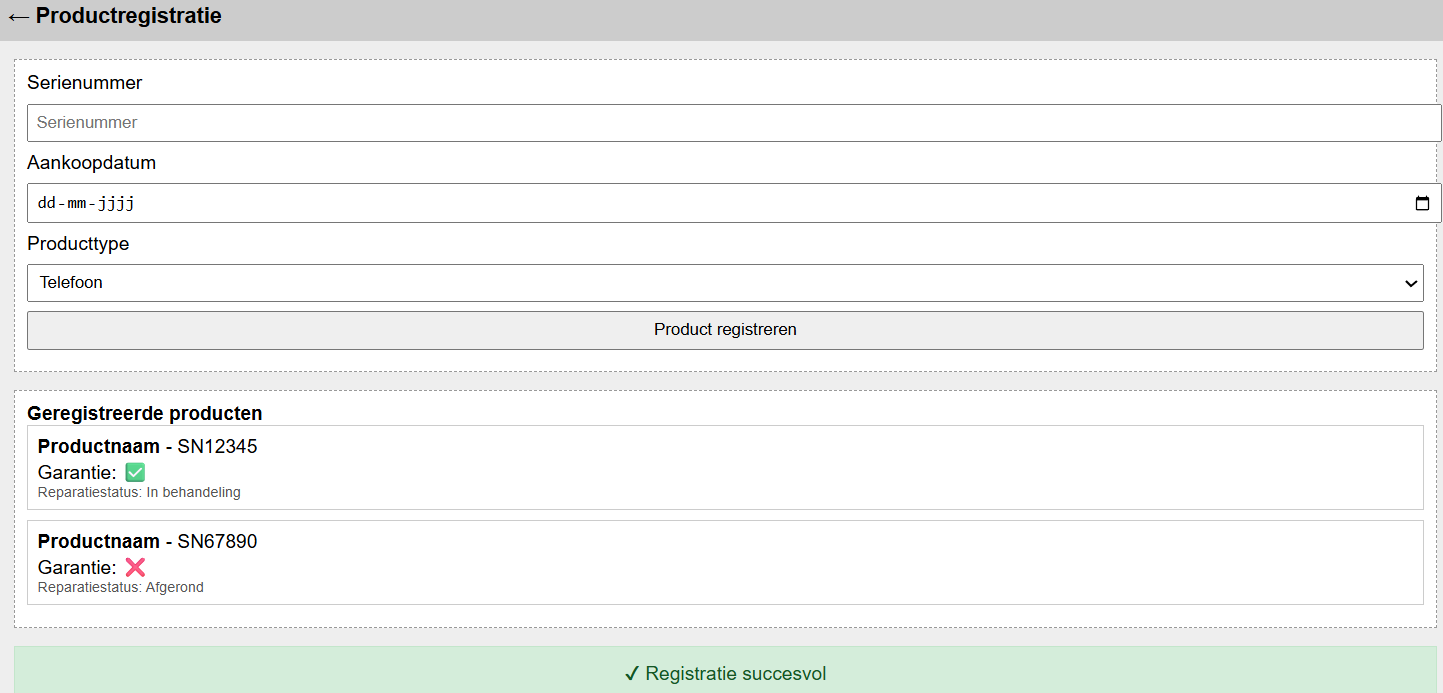 ← Productregistratie
Serienummer
Serienummer
Aankoopdatum
dd-mm-jjjj
Producttype
Telefoon
Product registreren
Geregistreerde producten
Productnaam - SN12345
Garantie: ✅
Reparatiestatus: In behandeling
Productnaam - SN67890
Garantie: ❌
Reparatiestatus: Afgerond
✓ Registratie succesvol